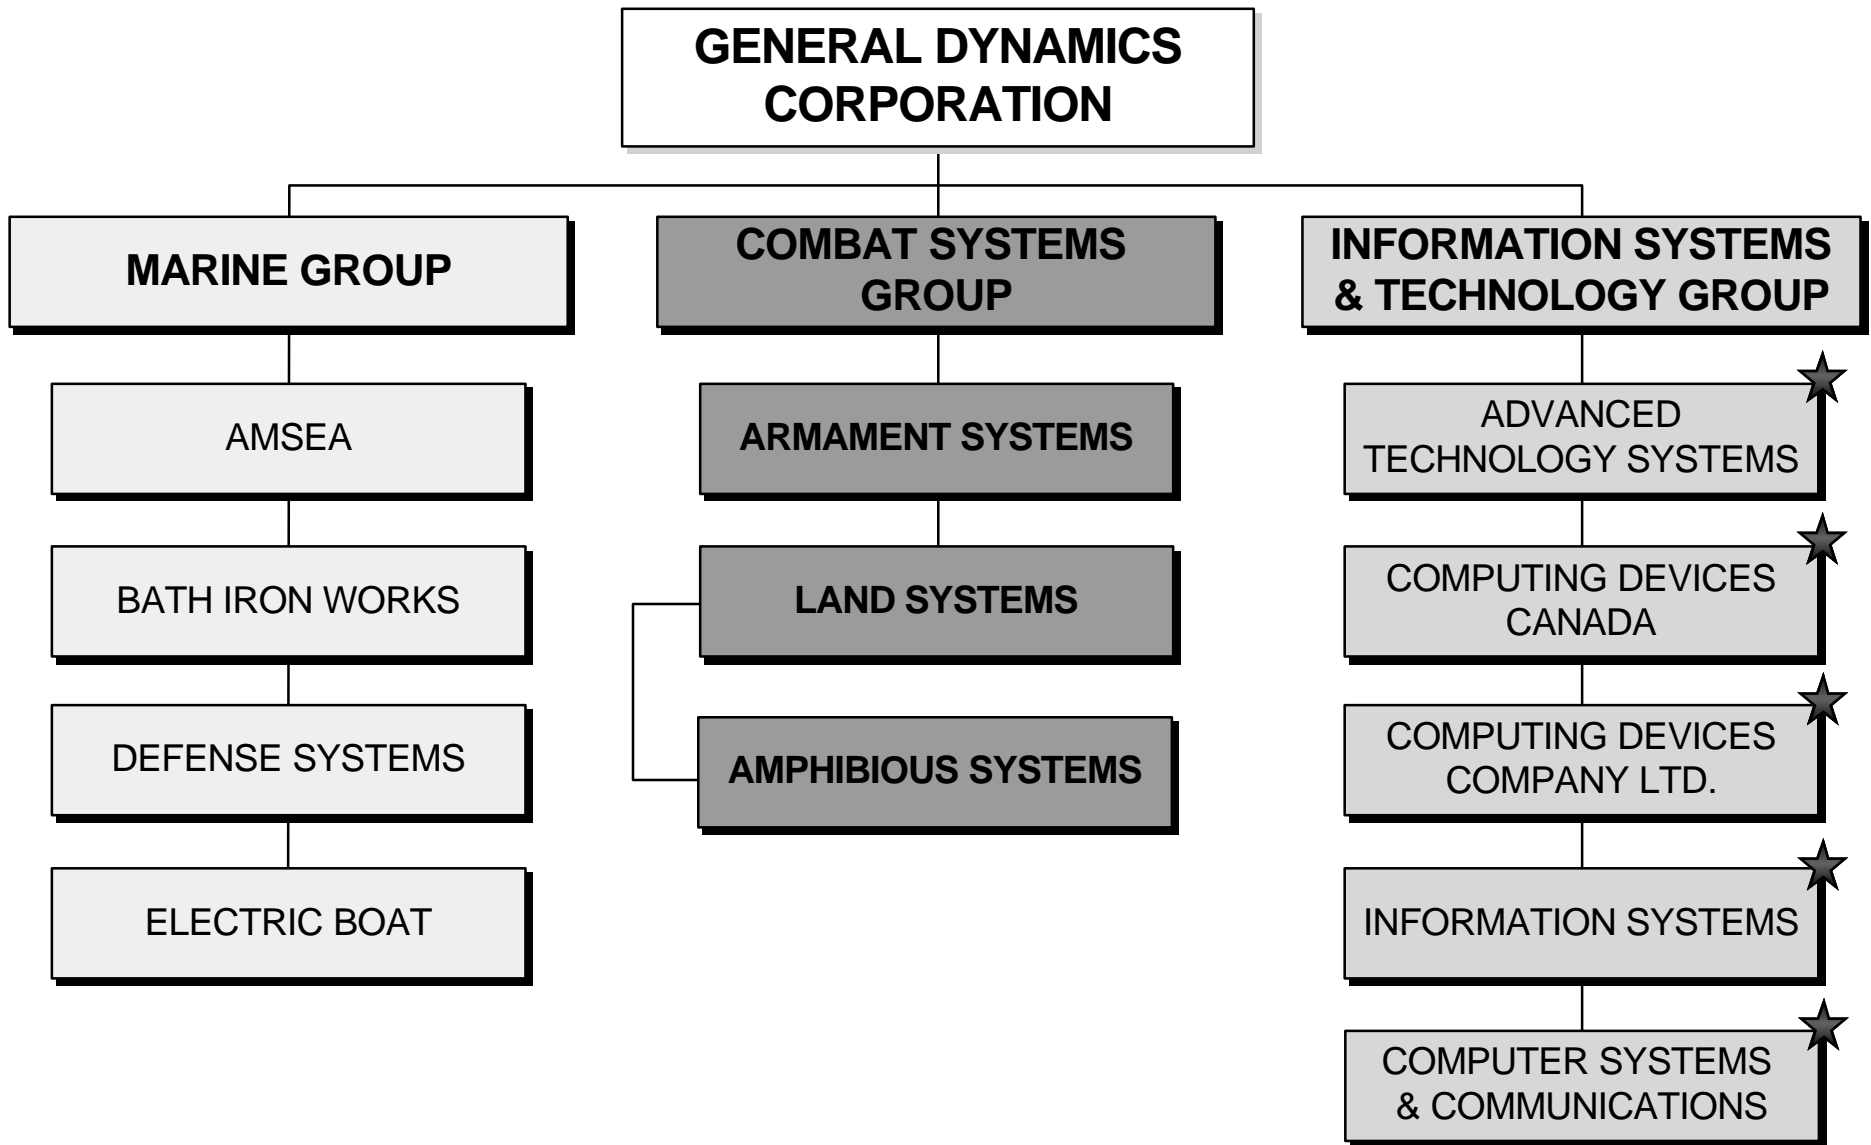 GENERAL DYNAMICS
CORPORATION
MARINE GROUP
COMBAT SYSTEMS
GROUP
INFORMATION SYSTEMS
& TECHNOLOGY GROUP
AMSEA
BATH IRON WORKS
DEFENSE SYSTEMS
ELECTRIC BOAT
ARMAMENT SYSTEMS
LAND SYSTEMS
AMPHIBIOUS SYSTEMS
ADVANCED
TECHNOLOGY SYSTEMS
COMPUTING DEVICES
CANADA
COMPUTING DEVICES
COMPANY LTD.
INFORMATION SYSTEMS
COMPUTER SYSTEMS
& COMMUNICATIONS